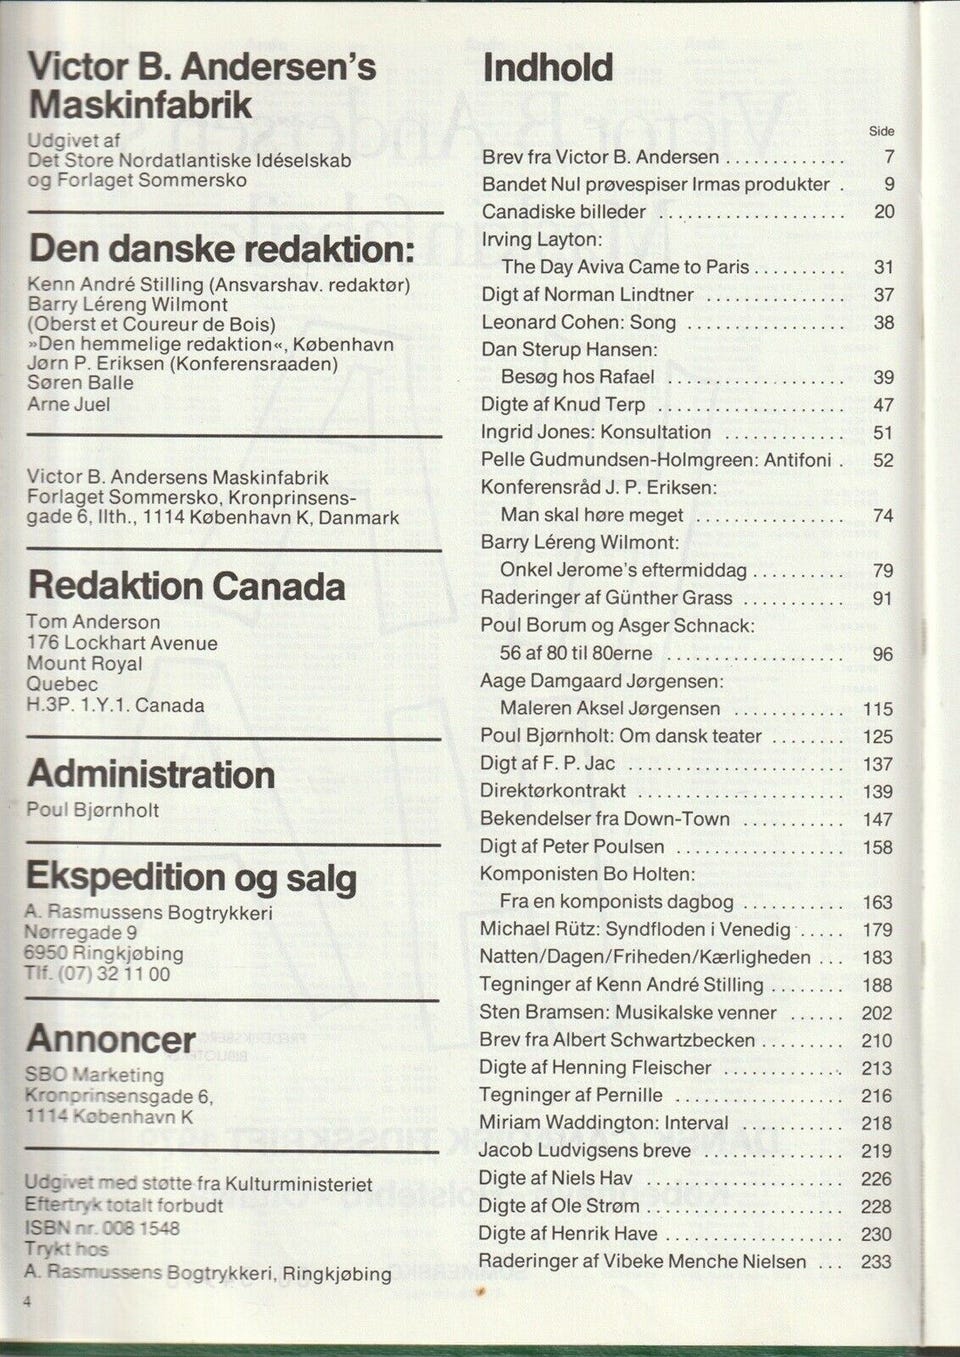 Victor B. Andersen's
Maskinfabrik
Udgivet af
Det Store Nordatlantiske Idéselskab
og Forlaget Sommersko
Den danske redaktion:
Kenn André Stilling (Ansvarshav. redaktør)
Barry Léreng Wilmont
(Oberst et Coureur de Bois)
»Den hemmelige redaktion«, København
Jørn P. Eriksen (Konferensraaden)
Søren Balle
Arne Juel
Victor B. Andersens Maskinfabrik
Forlaget Sommersko, Kronprinsens-
gade 6, IIth., 1114 København K, Danmark
Redaktion Canada
Tom Anderson
176 Lockhart Avenue
Mount Royal
Quebec
H.3P. 1.Y.1. Canada
Administration
Poul Bjørnholt
Ekspedition og salg
A. Rasmussens Bogtrykkeri
Nørregade 9
6950 Ringkjøbing
Tlf. (07) 32 11 00
Annoncer
SBO Marketing
Kronprinsensgade 6,
1114 København K
Udgivet med støtte fra Kulturministeriet
Eftertryk totalt forbudt
ISBN nr. 008 1548
Trykt hos
A. Rasmussens Bogtrykkeri, Ringkjøbing
4
Indhold
Side
Brev fra Victor B. Andersen ............. 7
Bandet Nul prøvespiser Irmas produkter . 9
Canadiske billeder ................... 20
Irving Layton:
The Day Aviva Came to Paris .......... 31
Digt af Norman Lindtner ............... 37
Leonard Cohen: Song ................. 38
Dan Sterup Hansen:
Besøg hos Rafael ................... 39
Digte af Knud Terp .................... 47
Ingrid Jones: Konsultation ............. 51
Pelle Gudmundsen-Holmgreen: Antifoni . 52
Konferensråd J. P. Eriksen:
Man skal høre meget ................ 74
Barry Léreng Wilmont:
Onkel Jerome's eftermiddag .......... 79
Raderinger af Günther Grass ........... 91
Poul Borum og Asger Schnack:
56 af 80 til 80erne ................... 96
Aage Damgaard Jørgensen:
Maleren Aksel Jørgensen ............ 115
Poul Bjørnholt: Om dansk teater ........ 125
Digt af F. P. Jac ....................... 137
Direktørkontrakt ...................... 139
Bekendelser fra Down-Town ........... 147
Digt af Peter Poulsen .................. 158
Komponisten Bo Holten:
Fra en komponists dagbog ........... 163
Michael Rütz: Syndfloden i Venedig ..... 179
Natten/Dagen/Friheden/Kærligheden ... 183
Tegninger af Kenn André Stilling ........ 188
Sten Bramsen: Musikalske venner ...... 202
Brev fra Albert Schwartzbecken ......... 210
Digte af Henning Fleischer ............. 213
Tegninger af Pernille .................. 216
Miriam Waddington: Interval ........... 218
Jacob Ludvigsens breve ............... 219
Digte af Niels Hav ..................... 226
Digte af Ole Strøm ..................... 228
Digte af Henrik Have ................... 230
Raderinger af Vibeke Menche Nielsen ... 233